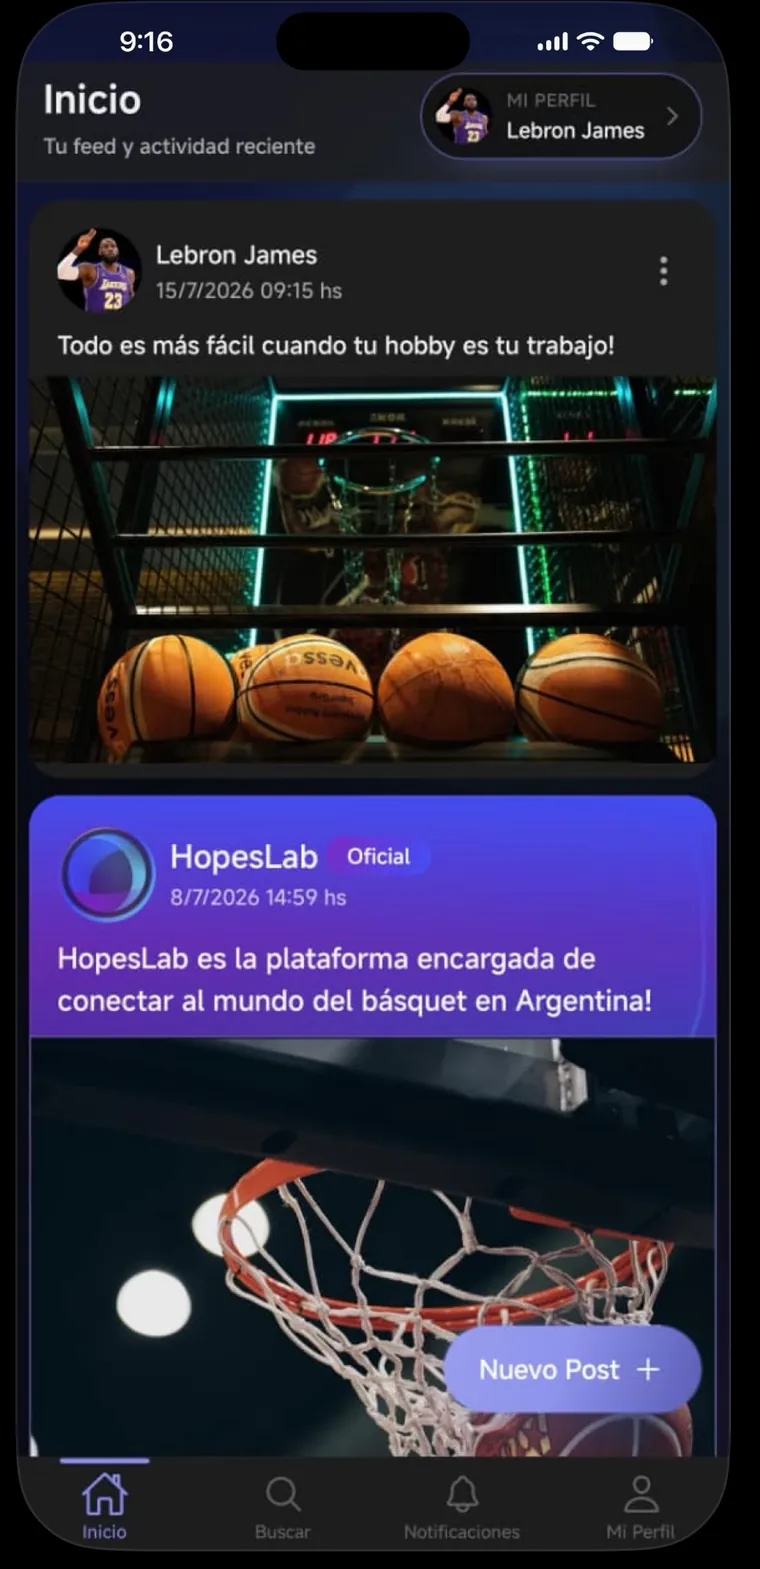 9:16
Inicio
Tu feed y actividad reciente
MI PERFIL
Lebron James
Lebron James
15/7/2026 09:15 hs
Todo es más fácil cuando tu hobby es tu trabajo!
HopesLab Oficial
8/7/2026 14:59 hs
HopesLab es la plataforma encargada de
conectar al mundo del básquet en Argentina!
Nuevo Post +
Inicio
Buscar
Notificaciones
Mi Perfil